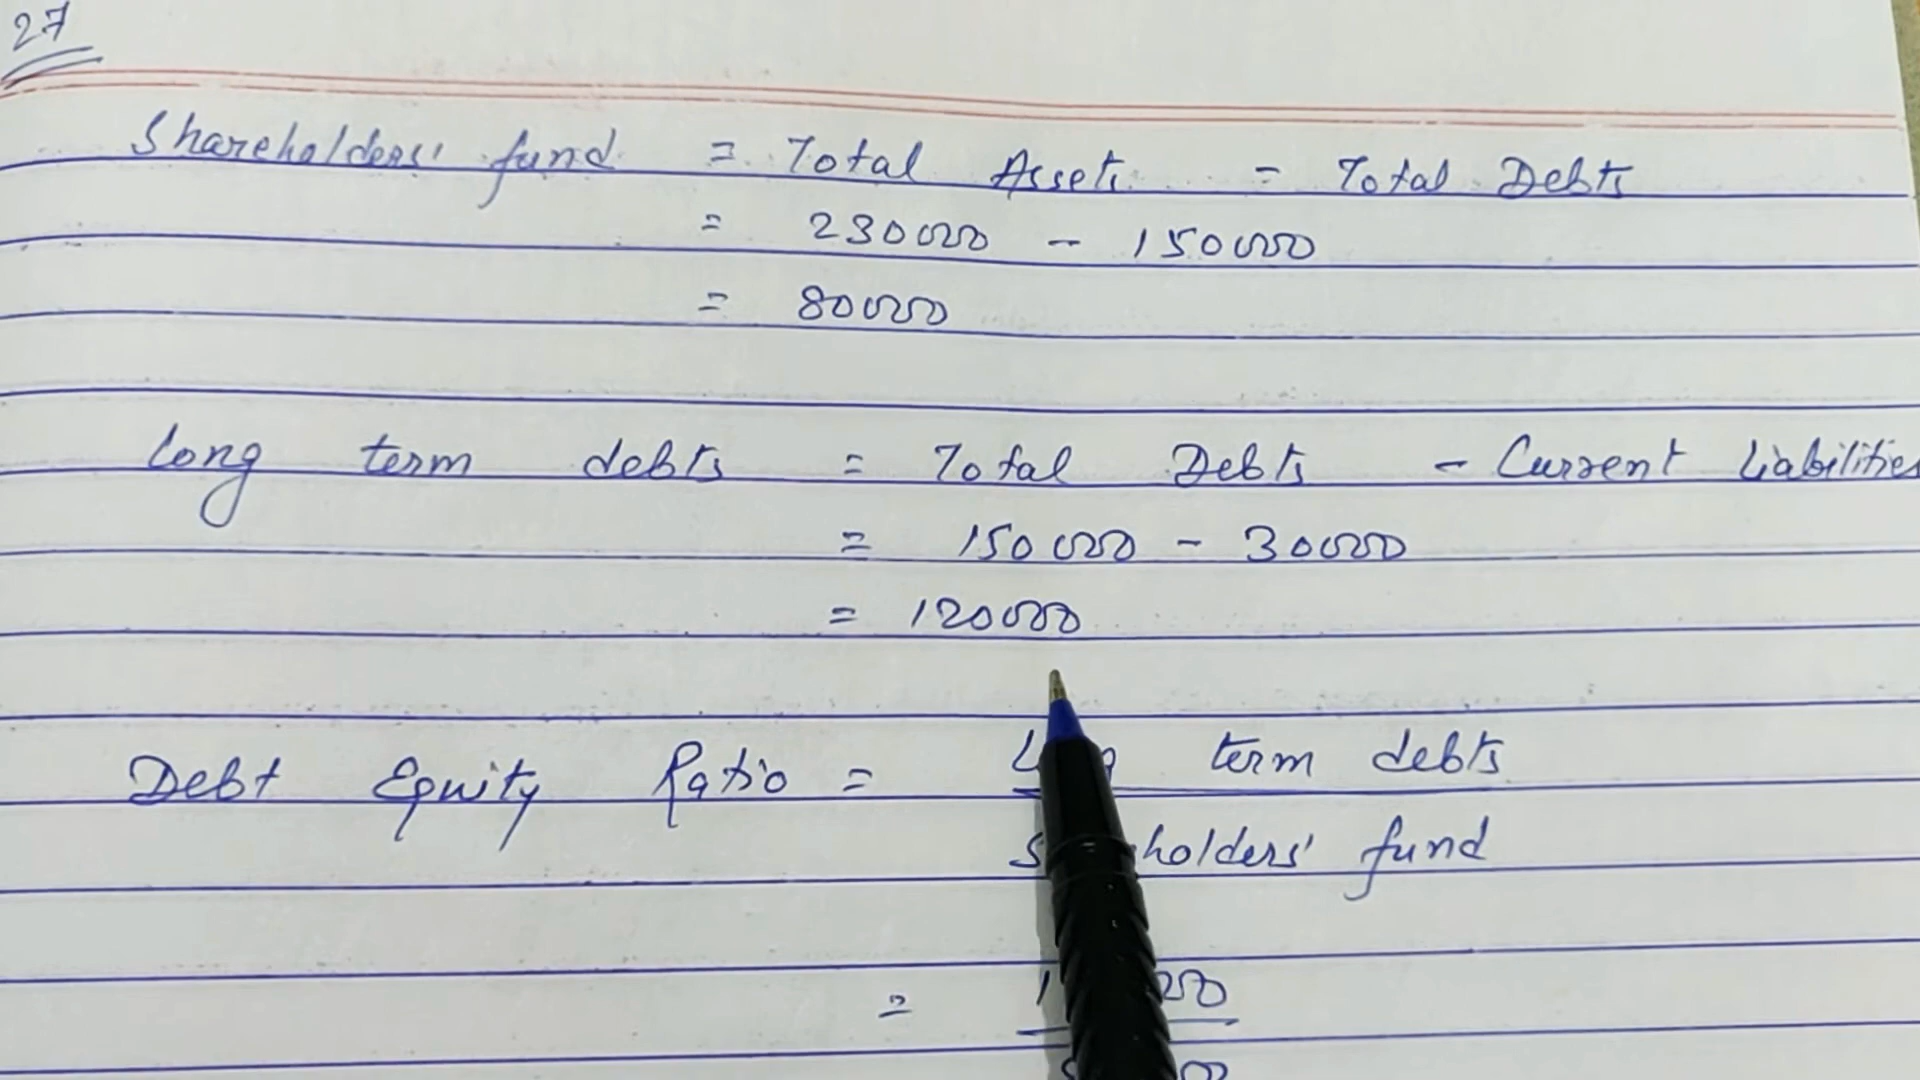 27
Shareholders' fund = Total Assets = Total Debts
= 230000 - 150000
= 80000
Long term debts = Total Debts - Current Liabilities
= 150000 - 30000
= 120000
Debt Equity Ratio = term debts
holders' fund
=